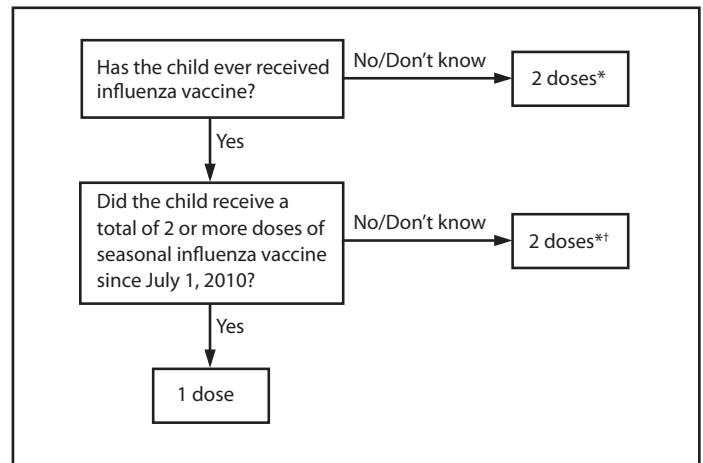 Has the child ever received
influenza vaccine?
No/Don’t know
2 doses*
Yes
Did the child receive a
total of 2 or more doses of
seasonal influenza vaccine
since July 1, 2010?
No/Don’t know
2 doses*†
Yes
1 dose